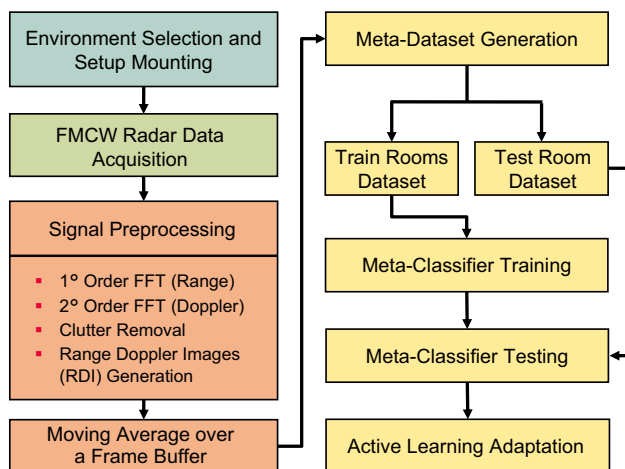 Environment Selection and
Setup Mounting
FMCW Radar Data
Acquisition
Signal Preprocessing
1° Order FFT (Range)
2° Order FFT (Doppler)
Clutter Removal
Range Doppler Images
(RDI) Generation
Moving Average over
a Frame Buffer
Meta-Dataset Generation
Train Rooms
Dataset
Test Room
Dataset
Meta-Classifier Training
Meta-Classifier Testing
Active Learning Adaptation